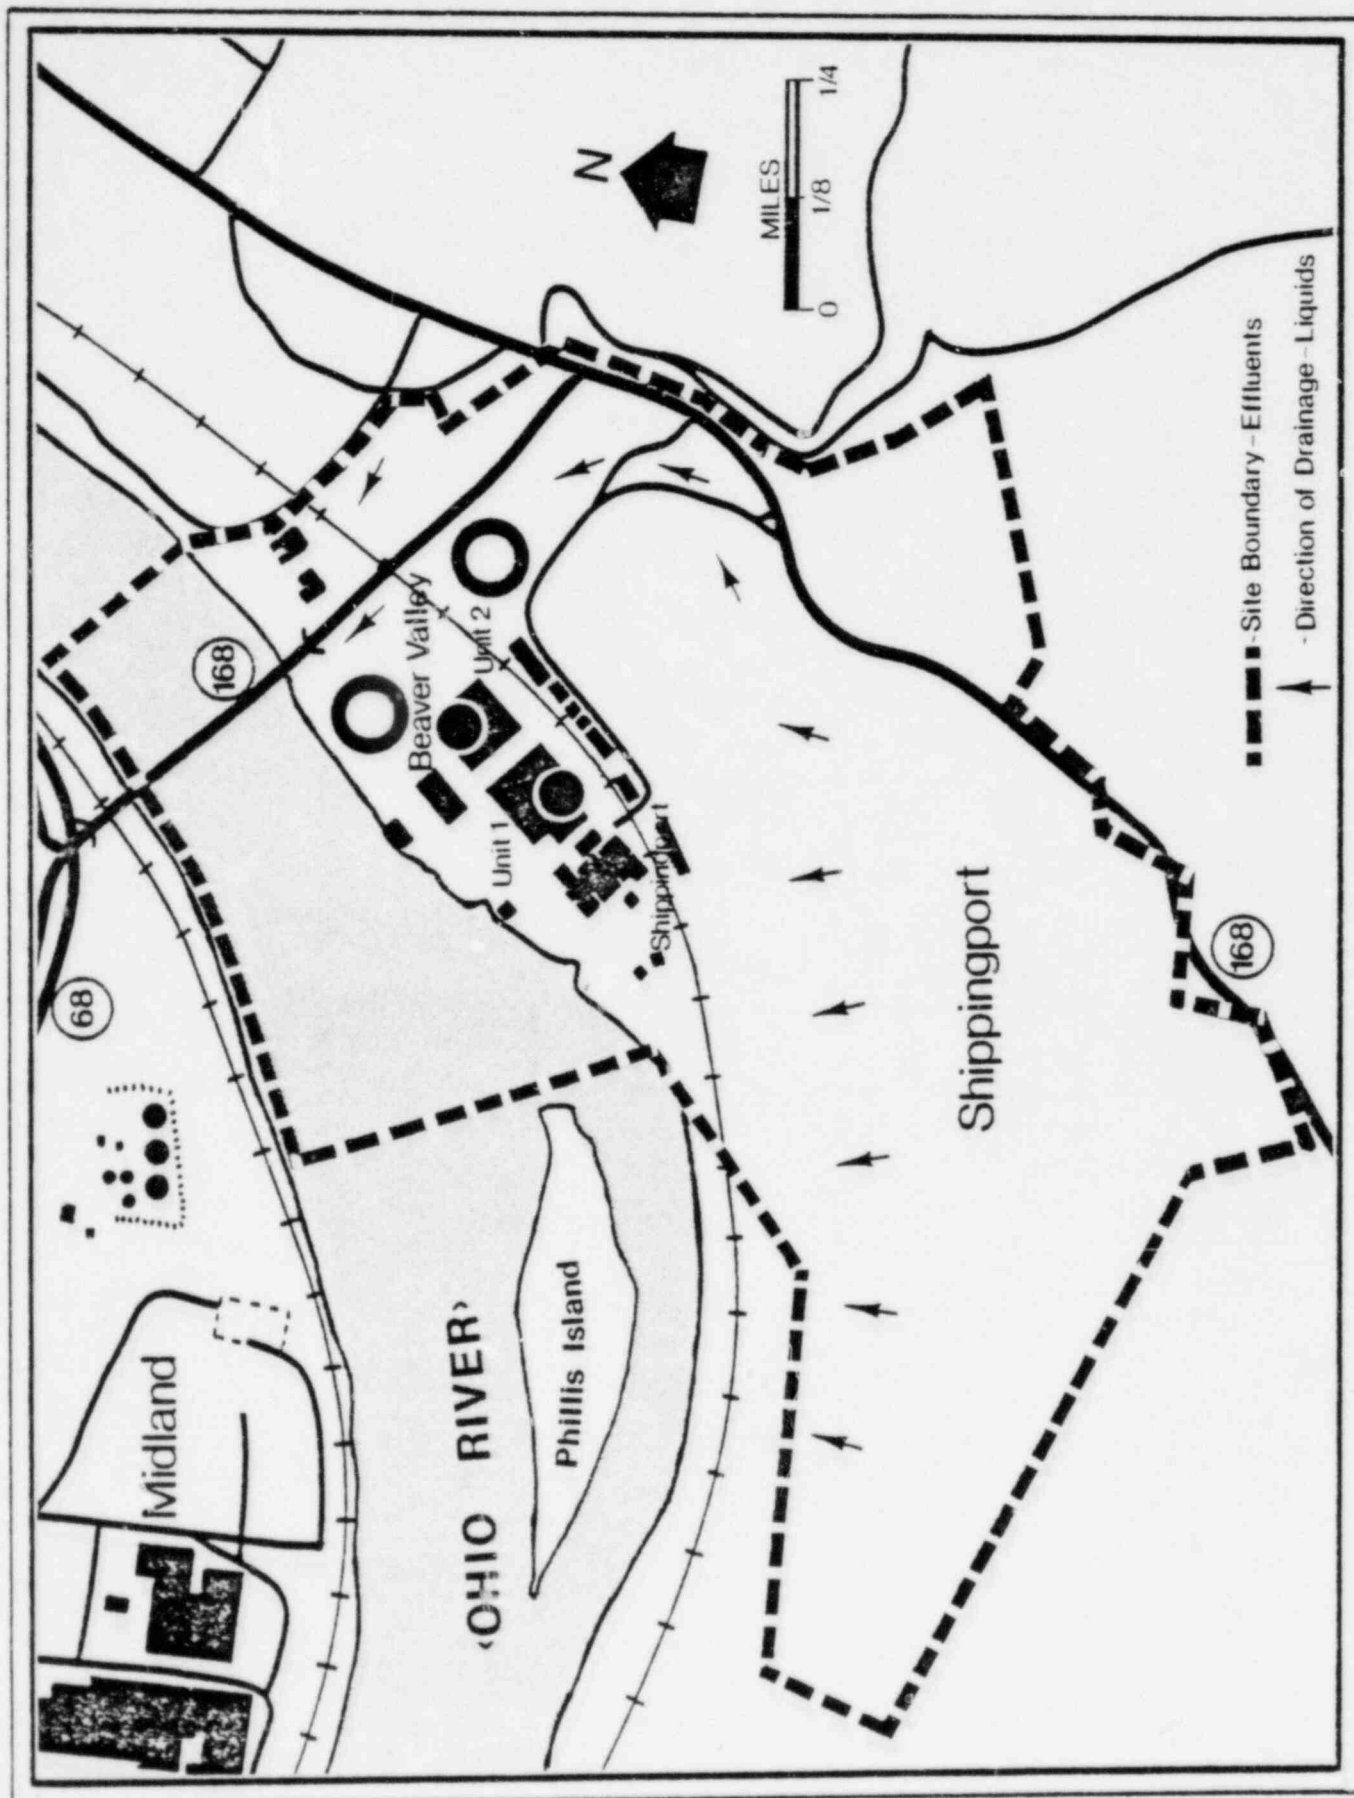 68
Midland
168
‹OHIO RIVER›
Phillis Island
Beaver Valley
Unit 2
Unit 1
Shippingport
Shippingport
168
N
MILES
0 1/8 1/4
- Site Boundary - Effluents
- Direction of Drainage - Liquids